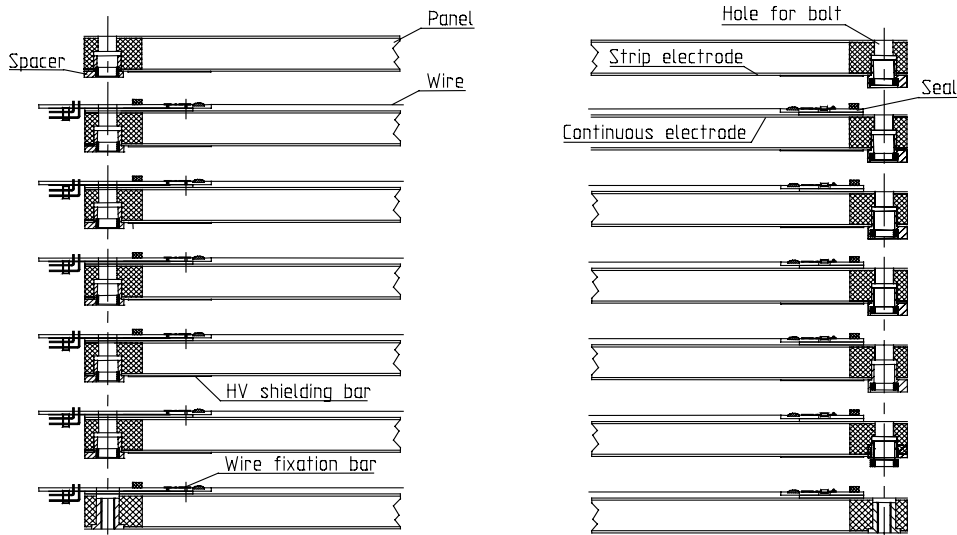 Panel
Hole for bolt
Spacer
Strip electrode
Wire
Seal
Continuous electrode
HV shielding bar
Wire fixation bar